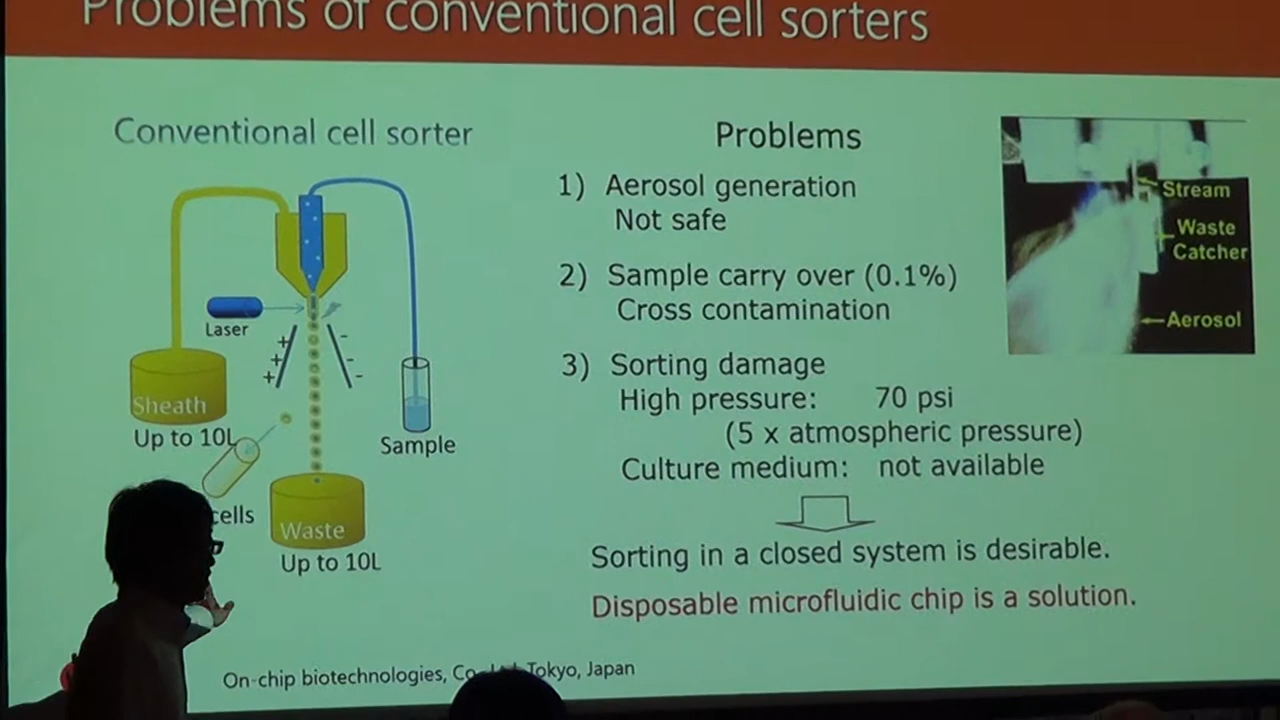 Problems of conventional cell sorters
Conventional cell sorter
Laser
+
+
+
-
-
-
Sheath
Up to 10L
Sample
cells
Waste
Up to 10L
Problems
1) Aerosol generation
Not safe
2) Sample carry over (0.1%)
Cross contamination
3) Sorting damage
High pressure: 70 psi
(5 x atmospheric pressure)
Culture medium: not available
Sorting in a closed system is desirable.
Disposable microfluidic chip is a solution.
Stream
Waste
Catcher
Aerosol
On-chip biotechnologies, Co. Ltd, Tokyo, Japan